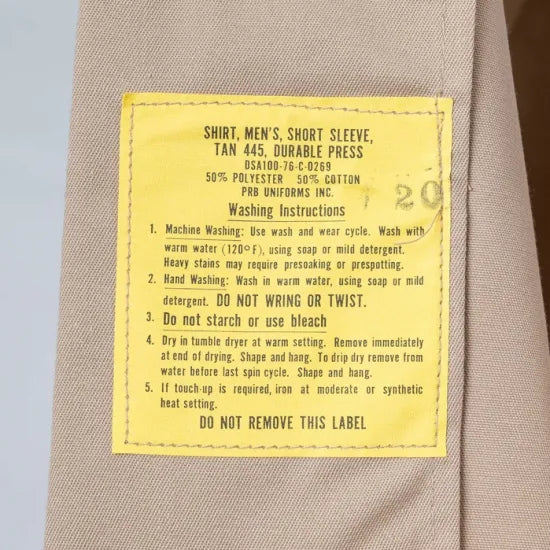 SHIRT, MEN'S, SHORT SLEEVE,
TAN 445, DURABLE PRESS
DSA100-76-C-0269
50% POLYESTER 50% COTTON
PRB UNIFORMS INC.
20
Washing Instructions
1. Machine Washing: Use wash and wear cycle. Wash with
warm water (120°F), using soap or mild detergent.
Heavy stains may require presoaking or prespotting.
2. Hand Washing: Wash in warm water, using soap or mild
detergent. DO NOT WRING OR TWIST.
3. Do not starch or use bleach
4. Dry in tumble dryer at warm setting. Remove immediately
at end of drying. Shape and hang. To drip dry remove from
water before last spin cycle. Shape and hang.
5. If touch-up is required, iron at moderate or synthetic
heat setting.
DO NOT REMOVE THIS LABEL